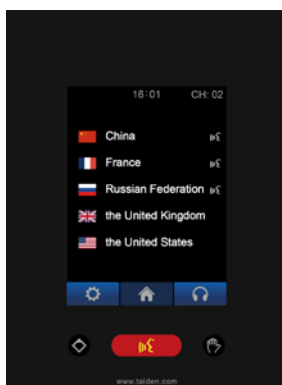 16:01 CH: 02
China
France
Russian Federation
the United Kingdom
the United States
www.taiden.com